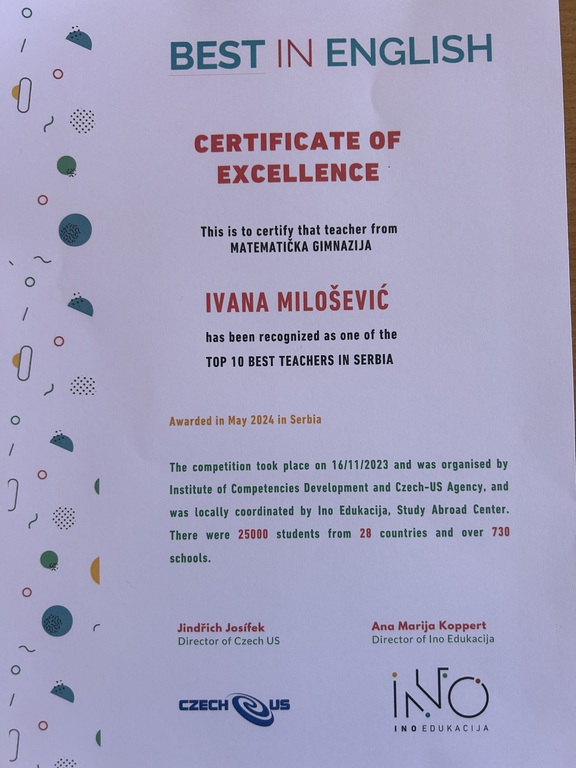 BEST IN ENGLISH
CERTIFICATE OF
EXCELLENCE
This is to certify that teacher from
MATEMATIČKA GIMNAZIJA
IVANA MILOŠEVIĆ
has been recognized as one of the
TOP 10 BEST TEACHERS IN SERBIA
Awarded in May 2024 in Serbia
The competition took place on 16/11/2023 and was organised by
Institute of Competencies Development and Czech-US Agency, and
was locally coordinated by Ino Edukacija, Study Abroad Center.
There were 25000 students from 28 countries and over 730
schools.
Jindřich Josífek
Director of Czech US
Ana Marija Koppert
Director of Ino Edukacija
CZECH US
INO
INO EDUKACIJA